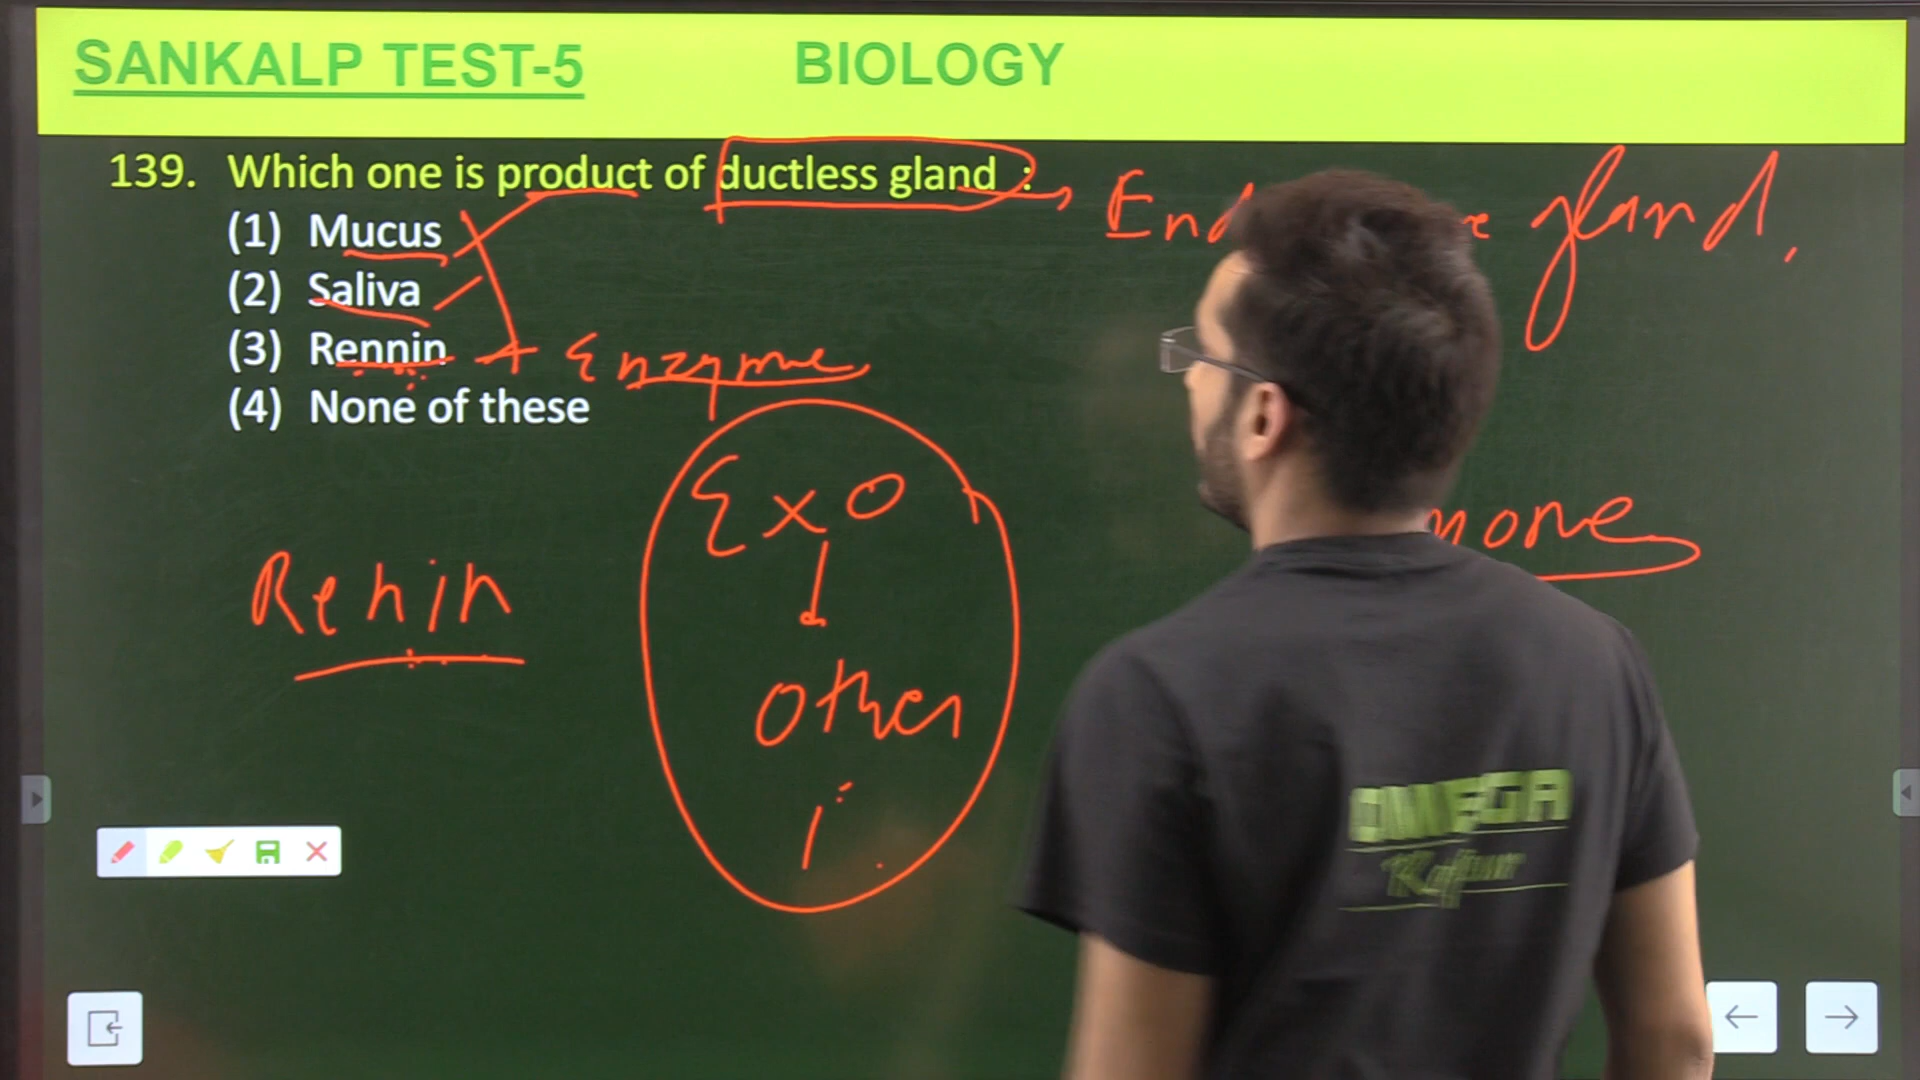 SANKALP TEST-5 BIOLOGY
139. Which one is product of ductless gland :
(1) Mucus
(2) Saliva
(3) Rennin
(4) None of these
gland.
Enzyme
Exo
other
Renin
OMEGA